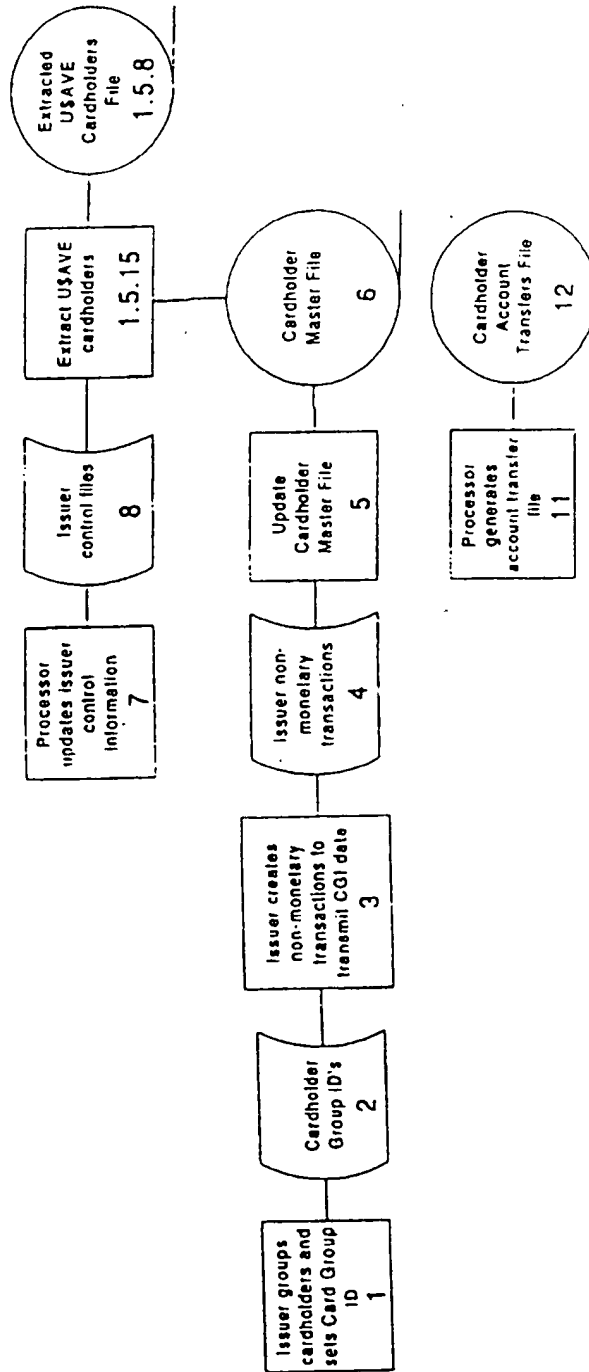 Processor
updates issuer
control
Information
7
Issuer
control files
8
Extract U$AVE
cardholders
1.5.15
Extracted
U$AVE
Cardholders
File
1.5.8
Issuer groups
cardholders and
sets Card Group
ID
1
Cardholder
Group ID's
2
Issuer creates
non-monetary
transactions to
transmit CGI data
3
Issuer non-
monetary
transactions
4
Update
Cardholder
Master File
5
Cardholder
Master File
6
Processor
generates
account transfer
file
11
Cardholder
Account
Transfers File
12